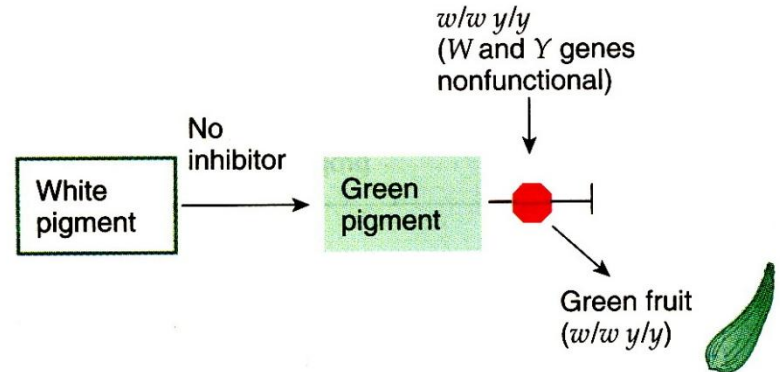 w/w y/y
(W and Y genes
nonfunctional)
No
inhibitor
White
pigment
Green
pigment
Green fruit
(w/w y/y)